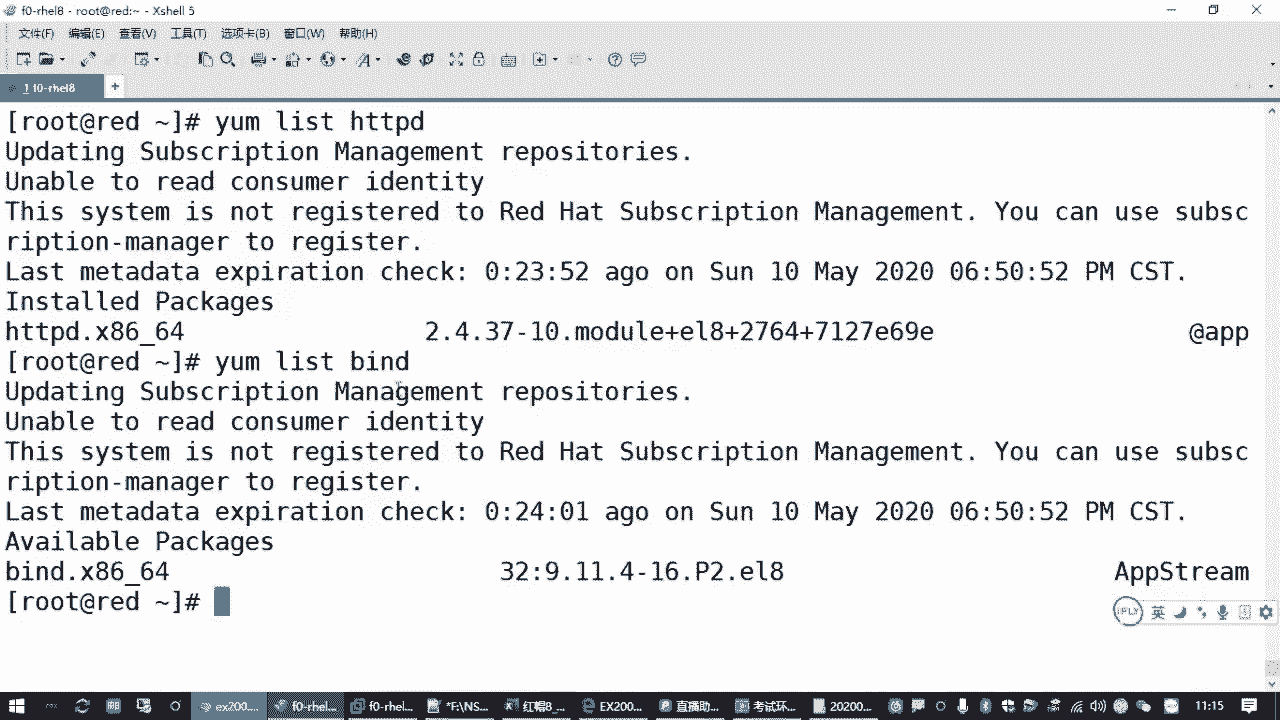 f0-rhel8 - root@red:~ - Xshell 5
文件(F) 编辑(E) 查看(V) 工具(T) 选项卡(B) 窗口(W) 帮助(H)
1 f0-rhel8
[root@red ~]# yum list httpd
Updating Subscription Management repositories.
Unable to read consumer identity
This system is not registered to Red Hat Subscription Management. You can use subsc
ription-manager to register.
Last metadata expiration check: 0:23:52 ago on Sun 10 May 2020 06:50:52 PM CST.
Installed Packages
httpd.x86_64 2.4.37-10.module+el8+2764+7127e69e @app
[root@red ~]# yum list bind
Updating Subscription Management repositories.
Unable to read consumer identity
This system is not registered to Red Hat Subscription Management. You can use subsc
ription-manager to register.
Last metadata expiration check: 0:24:01 ago on Sun 10 May 2020 06:50:52 PM CST.
Available Packages
bind.x86_64 32:9.11.4-16.P2.el8 AppStream
[root@red ~]#
iFLY 英
ex200.... f0-rhel... f0-rhel... *F:\NS... 红帽8_... EX200... 直播助... 考试环... 20200... 英 11:15